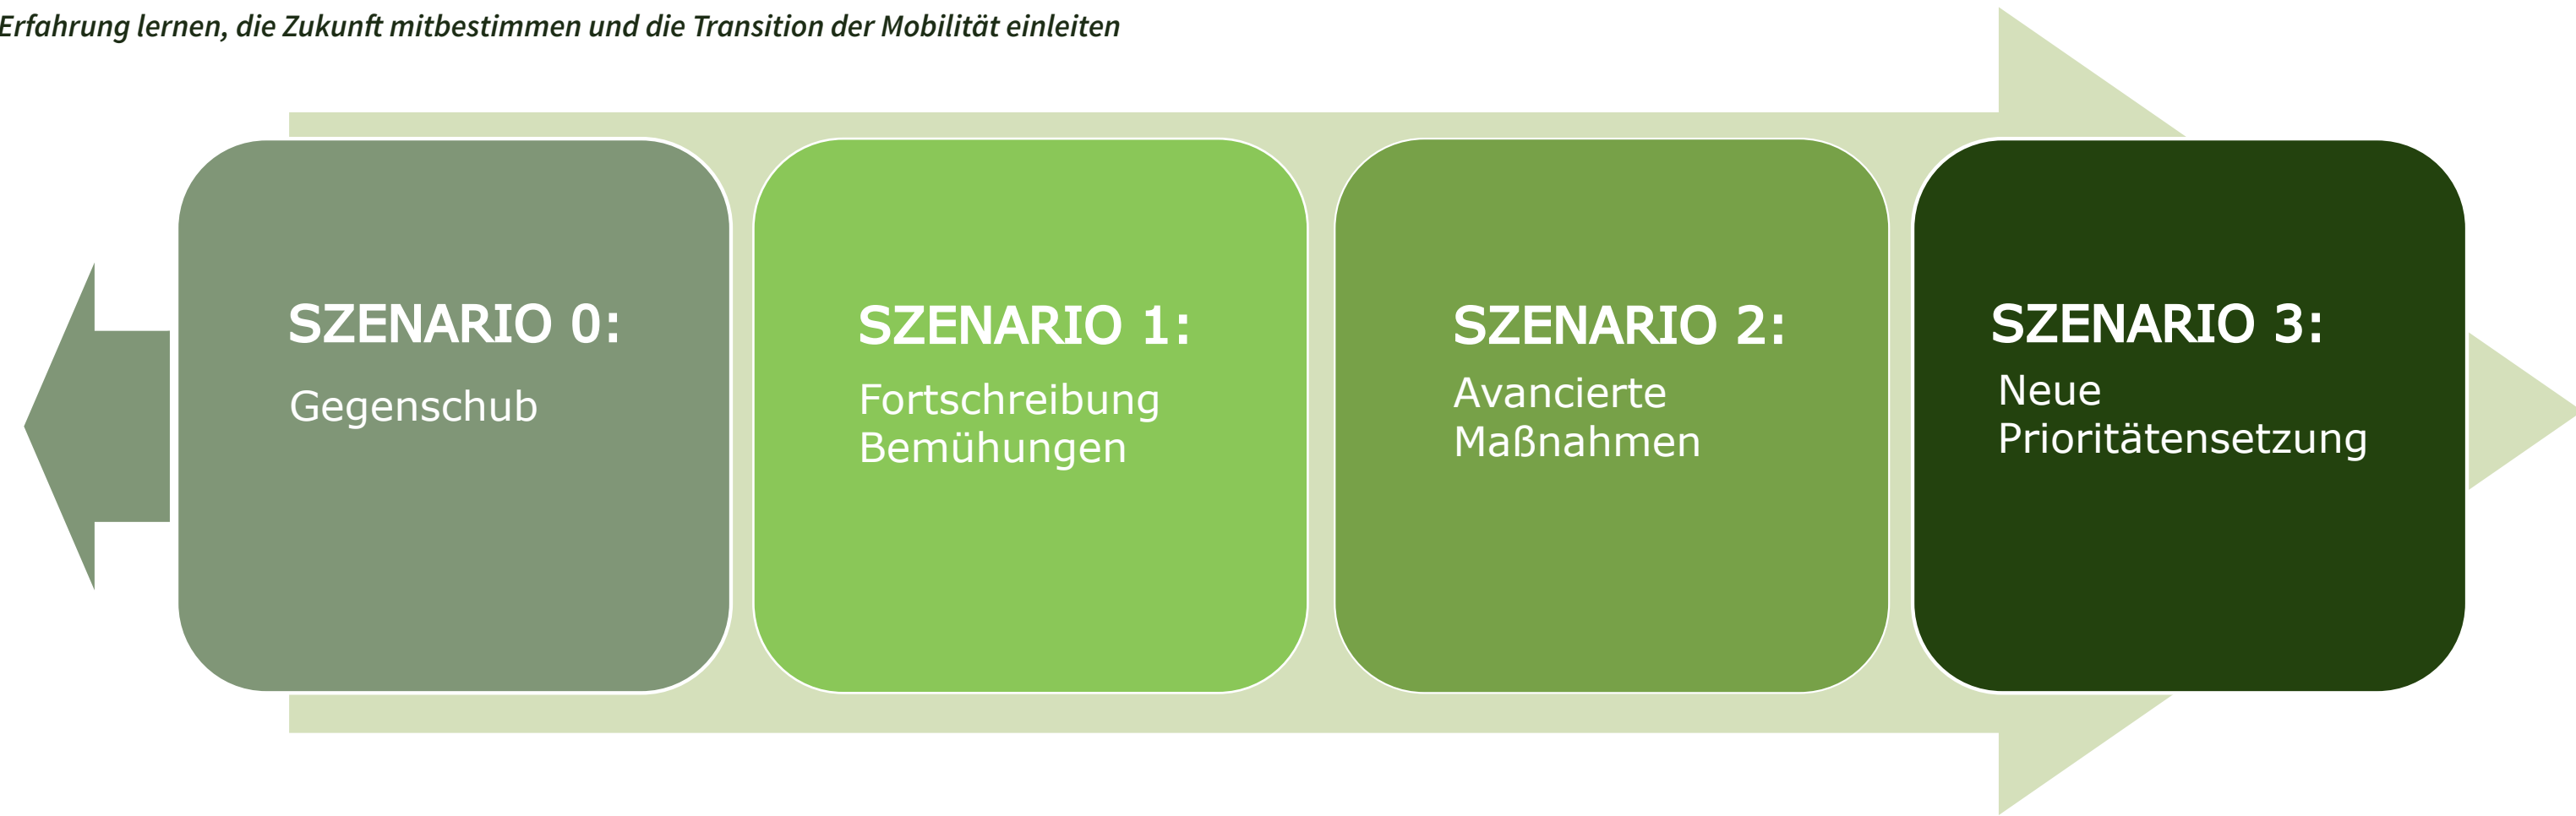 Erfahrung lernen, die Zukunft mitbestimmen und die Transition der Mobilität einleiten
SZENARIO 0:
Gegenschub
SZENARIO 1:
Fortschreibung
Bemühungen
SZENARIO 2:
Avancierte
Maßnahmen
SZENARIO 3:
Neue
Prioritätensetzung